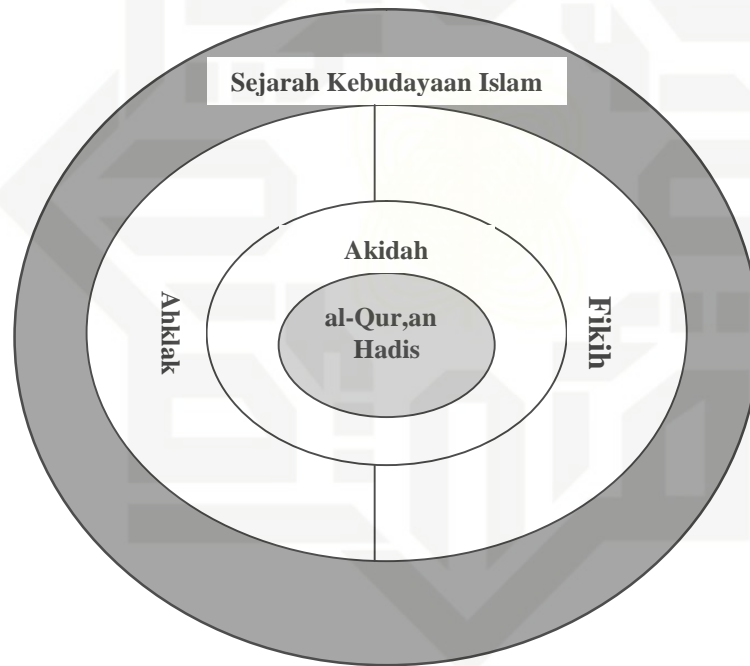 Sejarah Kebudayaan Islam
Akidah
al-Qur,an
Hadis
Ahklak
Fikih